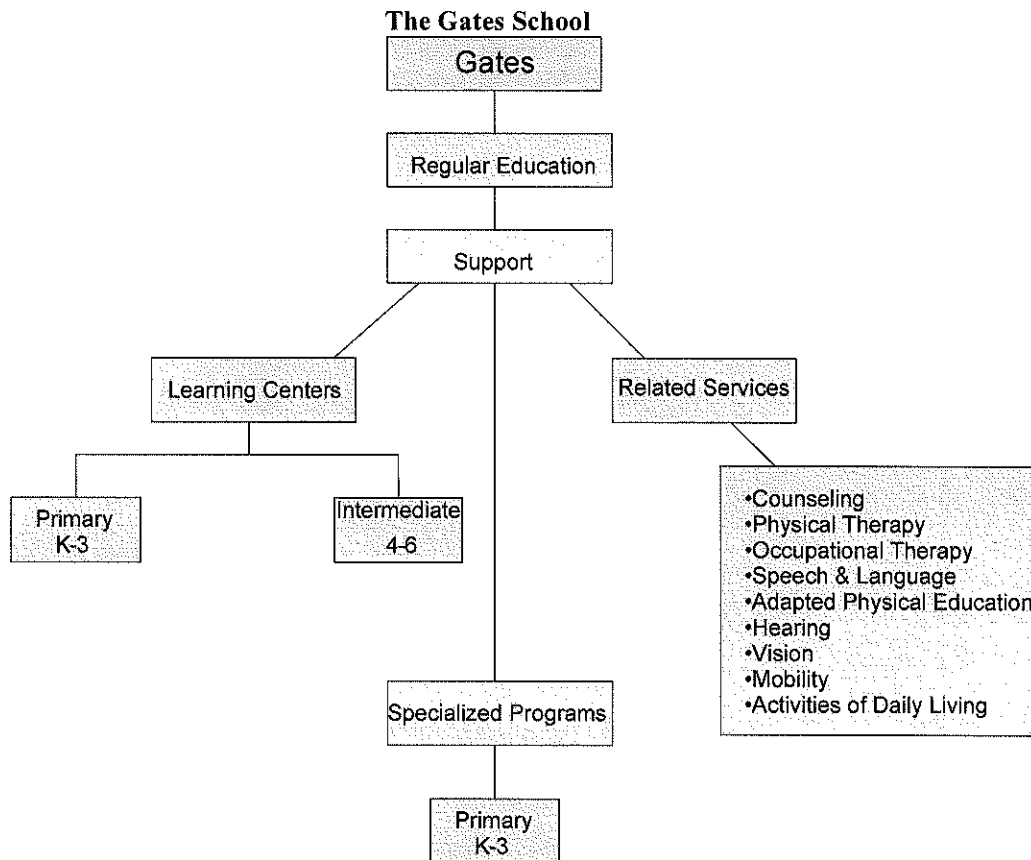 The Gates School
Gates
Regular Education
Support
Learning Centers
Related Services
Primary
K-3
Intermediate
4-6
•Counseling
•Physical Therapy
•Occupational Therapy
•Speech & Language
•Adapted Physical Education
•Hearing
•Vision
•Mobility
•Activities of Daily Living
Specialized Programs
Primary
K-3